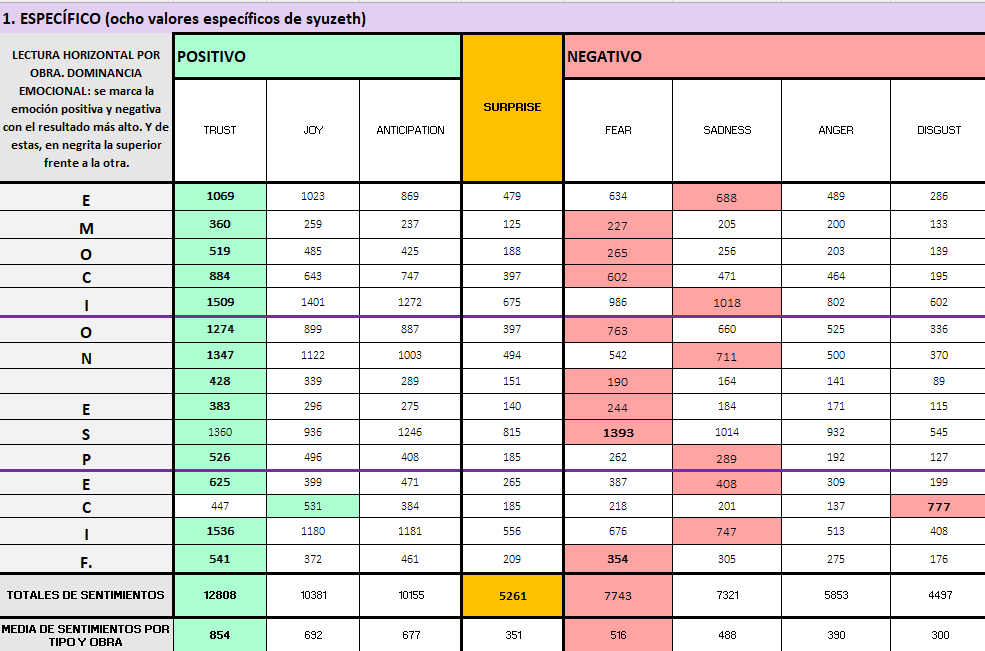 1. ESPECÍFICO (ocho valores específicos de syuzeth)
LECTURA HORIZONTAL POR
OBRA. DOMINANCIA
EMOCIONAL: se marca la
emoción positiva y negativa
con el resultado más alto. Y de
estas, en negrita la superior
frente a la otra.
POSITIVO
SURPRISE
NEGATIVO
TRUST JOY ANTICIPATION FEAR SADNESS ANGER DISGUST
E 1069 1023 869 479 634 688 489 286
M 360 259 237 125 227 205 200 133
O 519 485 425 188 265 256 203 139
C 884 643 747 397 602 471 464 195
I 1509 1401 1272 675 986 1018 802 602
O 1274 899 887 397 763 660 525 336
N 1347 1122 1003 494 542 711 500 370
428 339 289 151 190 164 141 89
E 383 296 275 140 244 184 171 115
S 1360 936 1246 815 1393 1014 932 545
P 526 496 408 185 262 289 192 127
E 625 399 471 265 387 408 309 199
C 447 531 384 185 218 201 137 777
I 1536 1180 1181 556 676 747 513 408
F. 541 372 461 209 354 305 275 176
TOTALES DE SENTIMIENTOS 12808 10381 10155 5261 7743 7321 5853 4497
MEDIA DE SENTIMIENTOS POR
TIPO Y OBRA 854 692 677 351 516 488 390 300